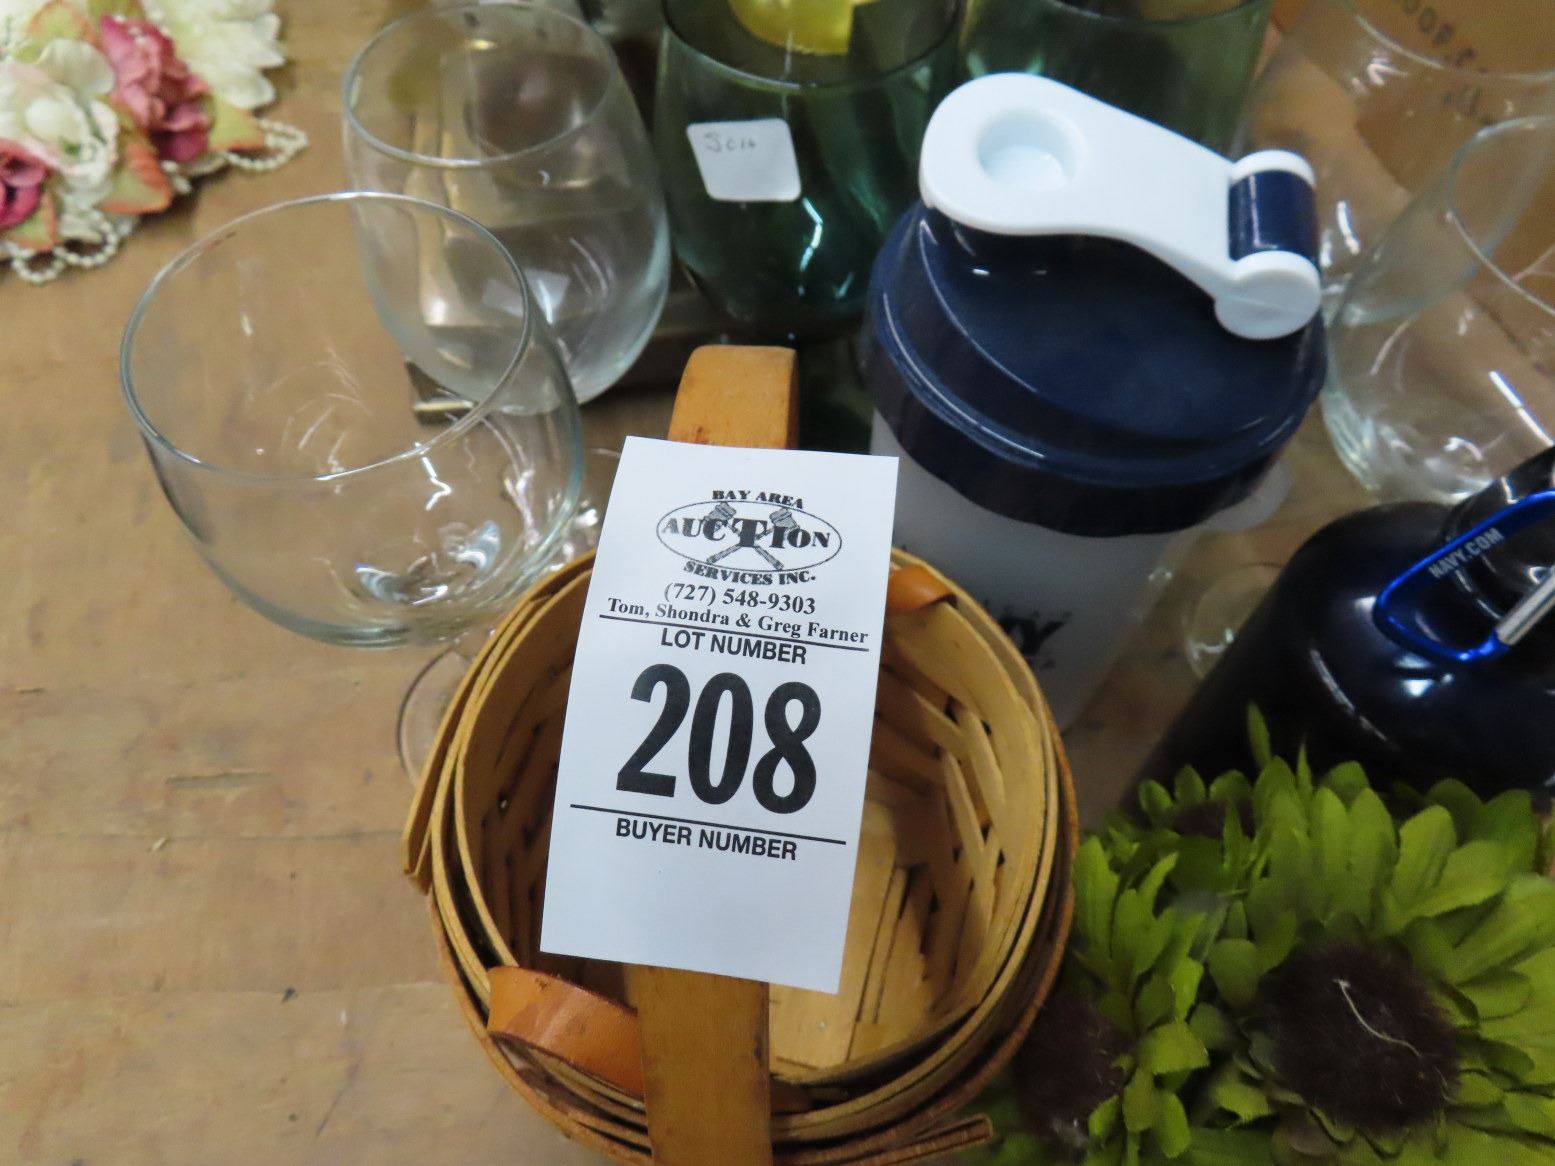 BAY AREA
AUCTION
SERVICES INC.
(727) 548-9303
Tom, Shondra & Greg Farner
LOT NUMBER
208
BUYER NUMBER
NAVY.COM